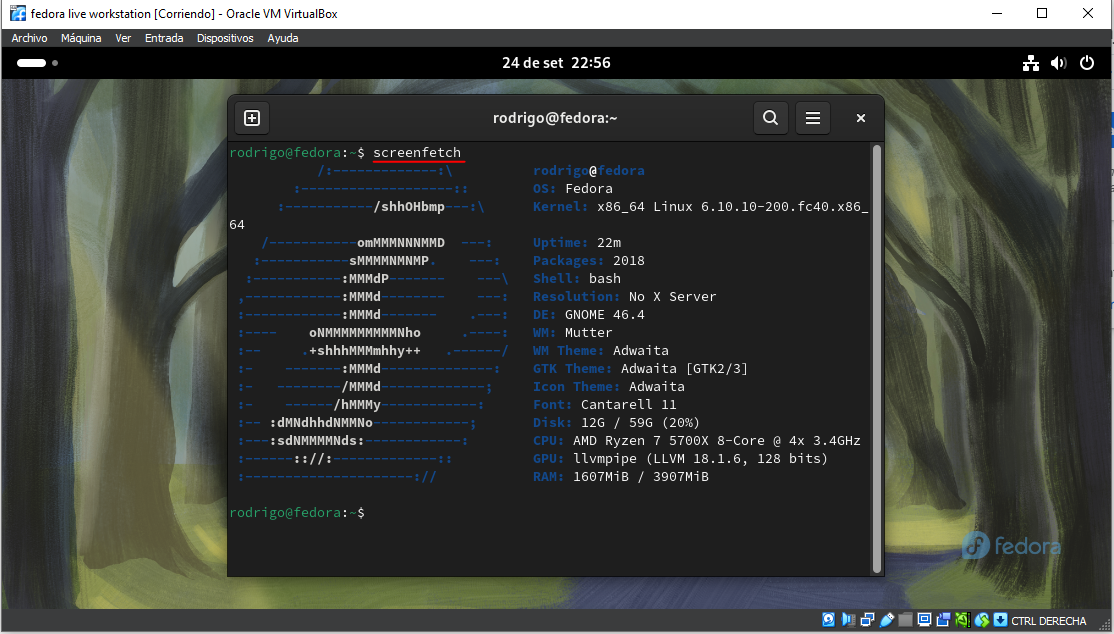 fedora live workstation [Corriendo] - Oracle VM VirtualBox
Archivo Máquina Ver Entrada Dispositivos Ayuda
24 de set 22:56
rodrigo@fedora:~
rodrigo@fedora:~$ screenfetch
/:-------------:\ rodrigo@fedora
:-------------------:: OS: Fedora
:-----------/shhOHbmp---:\ Kernel: x86_64 Linux 6.10.10-200.fc40.x86_
64
/-----------omMMMNNNMMD ---: Uptime: 22m
:-----------sMMMMNMNMP. ---: Packages: 2018
:-----------:MMMdP------- ---\ Shell: bash
,------------:MMMd-------- ---: Resolution: No X Server
:------------:MMMd------- .---: DE: GNOME 46.4
:---- oNMMMMMMMMMNho .----: WM: Mutter
:-- .+shhhMMMmhhy++ .------/ WM Theme: Adwaita
:- -------:MMMd--------------: GTK Theme: Adwaita [GTK2/3]
:- --------/MMMd-------------; Icon Theme: Adwaita
:- ------/hMMMy------------: Font: Cantarell 11
:-- :dMNdhhdNMMNo------------; Disk: 12G / 59G (20%)
:---:sdNMMMMNds:------------: CPU: AMD Ryzen 7 5700X 8-Core @ 4x 3.4GHz
:------:://:-------------:: GPU: llvmpipe (LLVM 18.1.6, 128 bits)
:---------------------:// RAM: 1607MiB / 3907MiB
rodrigo@fedora:~$
fedora
CTRL DERECHA